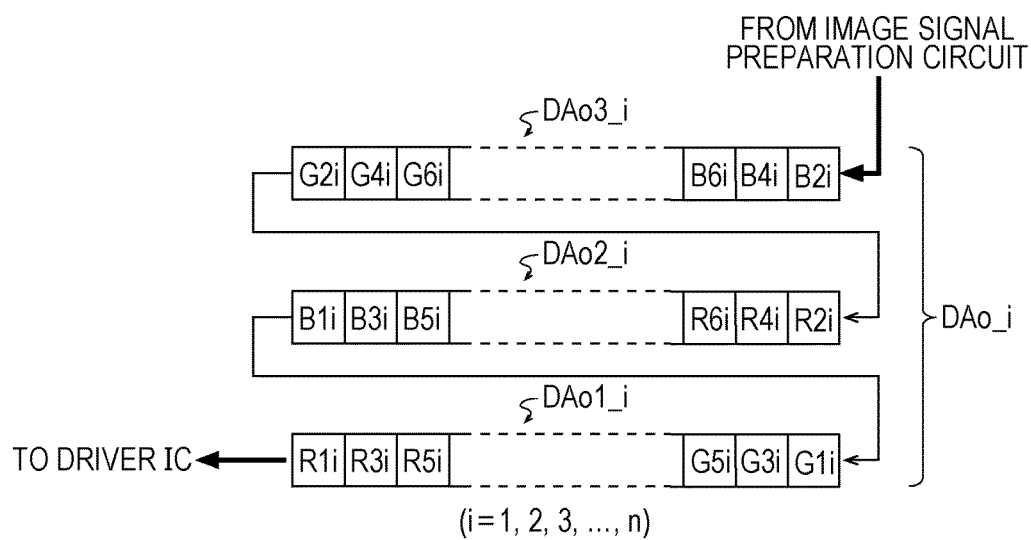 FROM IMAGE SIGNAL
PREPARATION CIRCUIT
DAo3_i
G2i G4i G6i B6i B4i B2i
DAo2_i
B1i B3i B5i R6i R4i R2i
DAo_i
DAo1_i
TO DRIVER IC R1i R3i R5i G5i G3i G1i
(i=1, 2, 3, ..., n)